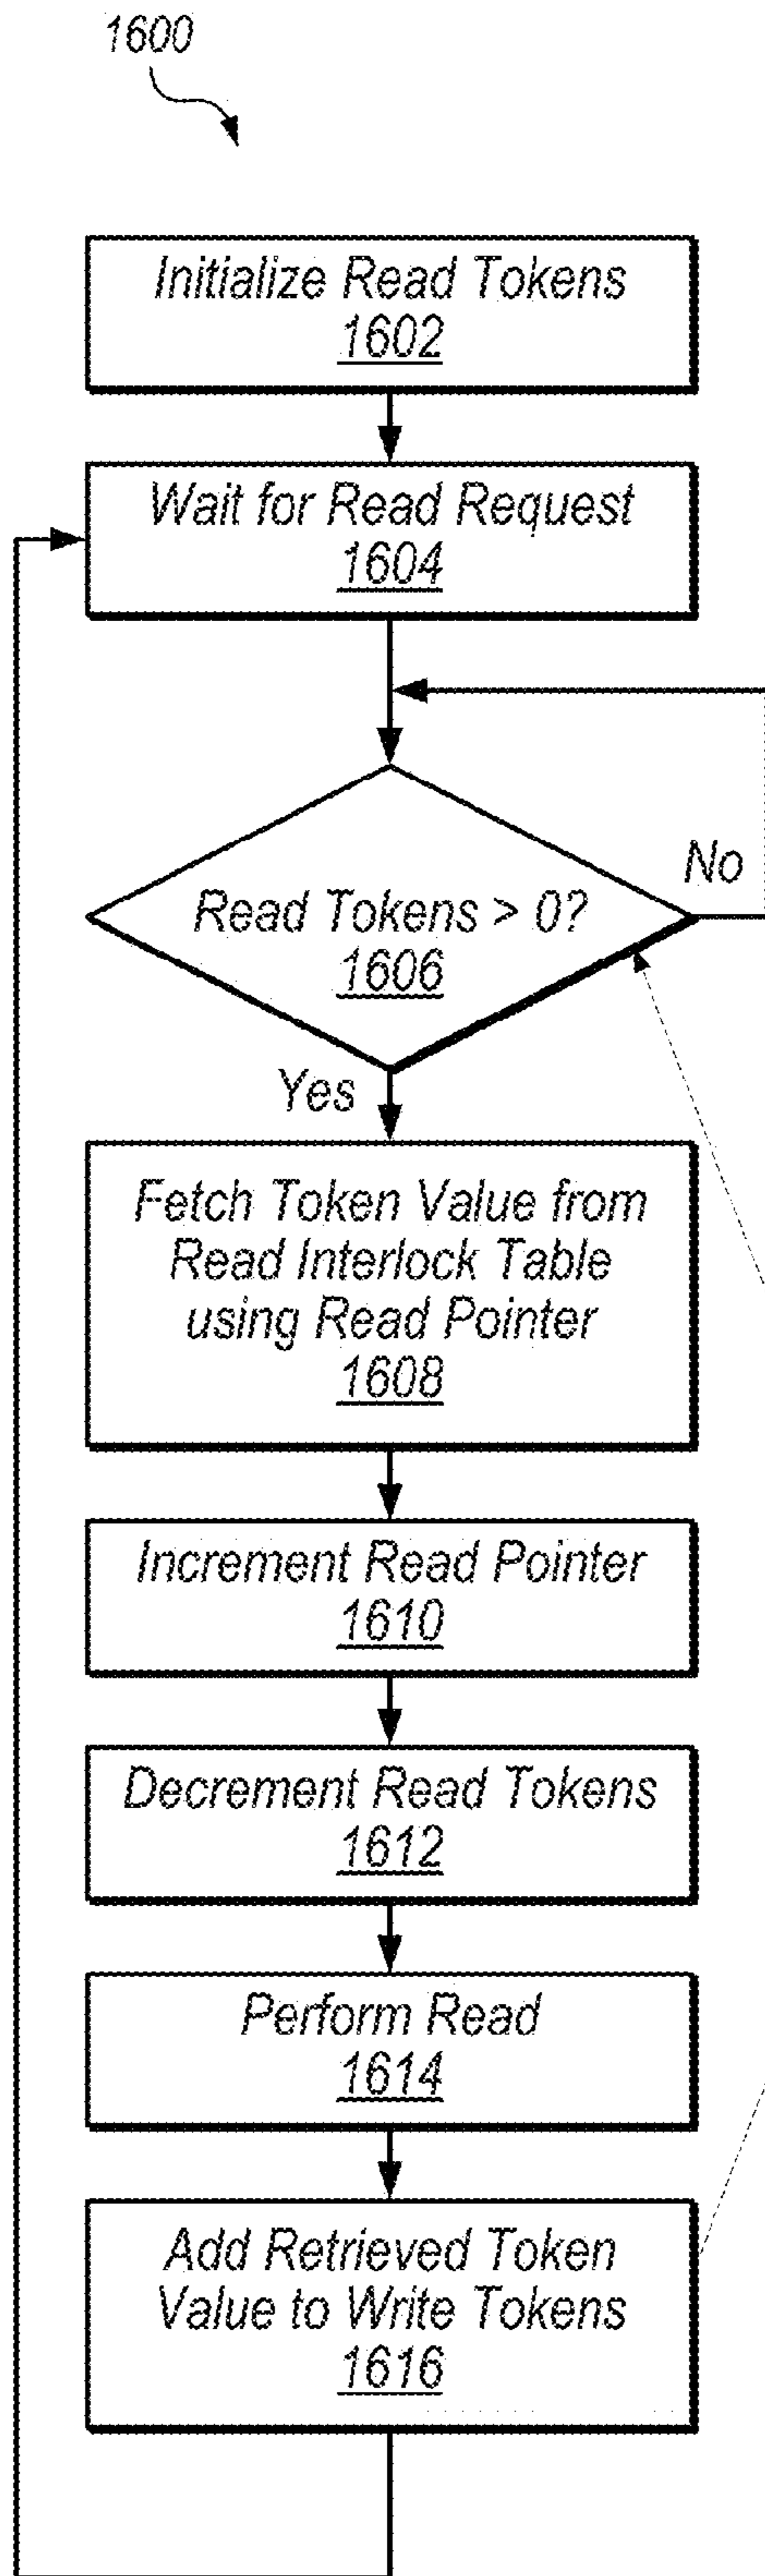 1600
Initialize Read Tokens
1602
Wait for Read Request
1604
No
Read Tokens > 0?
1606
Yes
Fetch Token Value from
Read Interlock Table
using Read Pointer
1608
Increment Read Pointer
1610
Decrement Read Tokens
1612
Perform Read
1614
Add Retrieved Token
Value to Write Tokens
1616